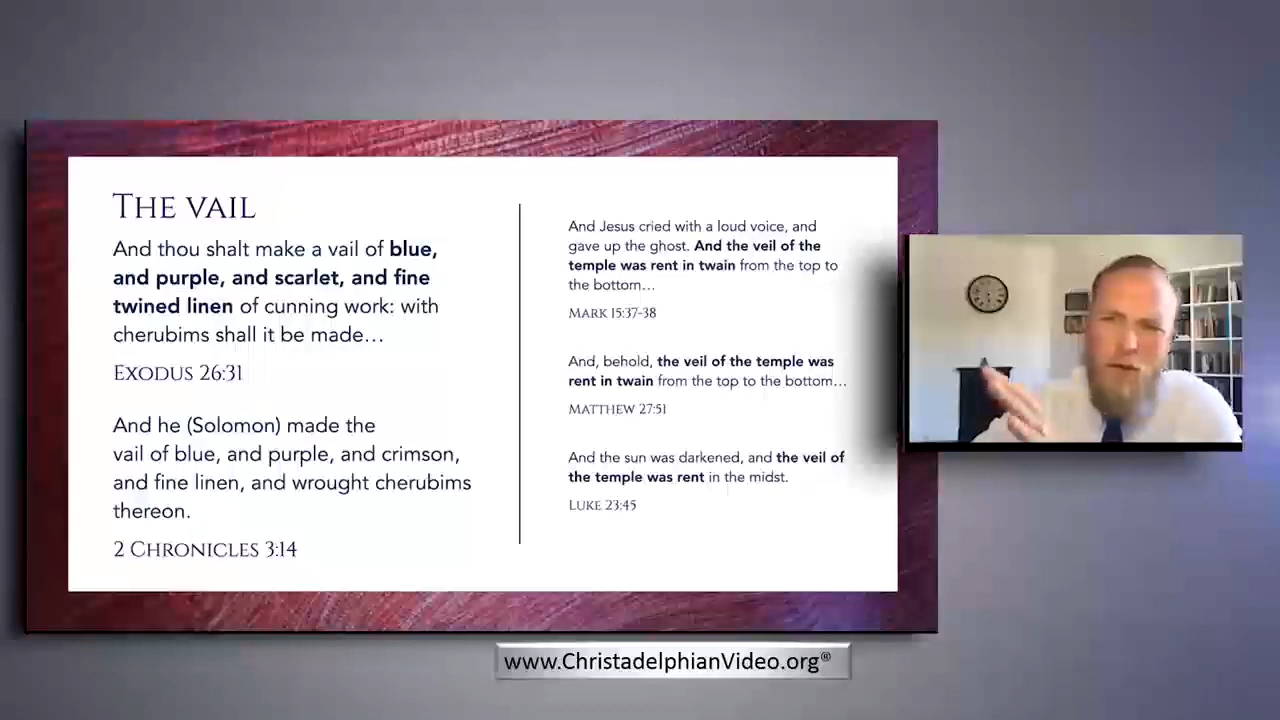 THE VAIL
And thou shalt make a vail of blue,
and purple, and scarlet, and fine
twined linen of cunning work: with
cherubims shall it be made…
EXODUS 26:31
And he (Solomon) made the
vail of blue, and purple, and crimson,
and fine linen, and wrought cherubims
thereon.
2 CHRONICLES 3:14
And Jesus cried with a loud voice, and
gave up the ghost. And the veil of the
temple was rent in twain from the top to
the bottom…
MARK 15:37-38
And, behold, the veil of the temple was
rent in twain from the top to the bottom…
MATTHEW 27:51
And the sun was darkened, and the veil of
the temple was rent in the midst.
LUKE 23:45
www.ChristadelphianVideo.org®